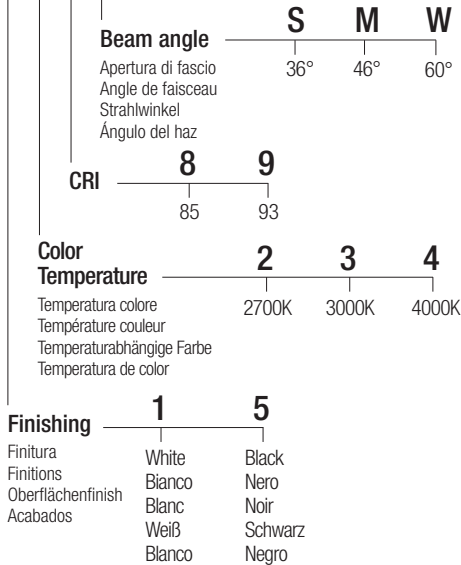 S M W
Beam angle
Apertura di fascio 36° 46° 60°
Angle de faisceau
Strahlwinkel
Ángulo del haz
8 9
CRI
85 93
Color
Temperature 2 3 4
Temperatura colore 2700K 3000K 4000K
Température couleur
Temperaturabhängige Farbe
Temperatura de color
1 5
Finishing
Finitura White Black
Finitions Bianco Nero
Oberflächenfinish Blanc Noir
Acabados Weiß Schwarz
Blanco Negro